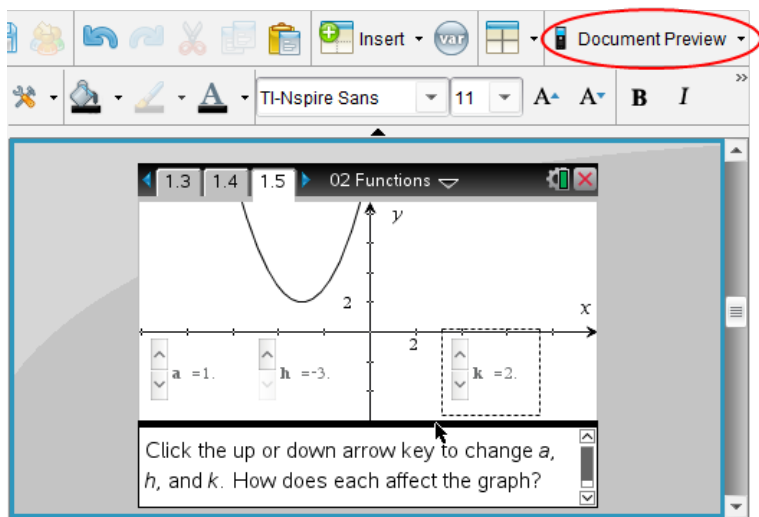 Insert var Document Preview
TI-Nspire Sans 11 A A B I »
1.3 1.4 1.5 02 Functions
y
2
x
2
a =1. h =-3. k =2.
Click the up or down arrow key to change a,
h, and k. How does each affect the graph?